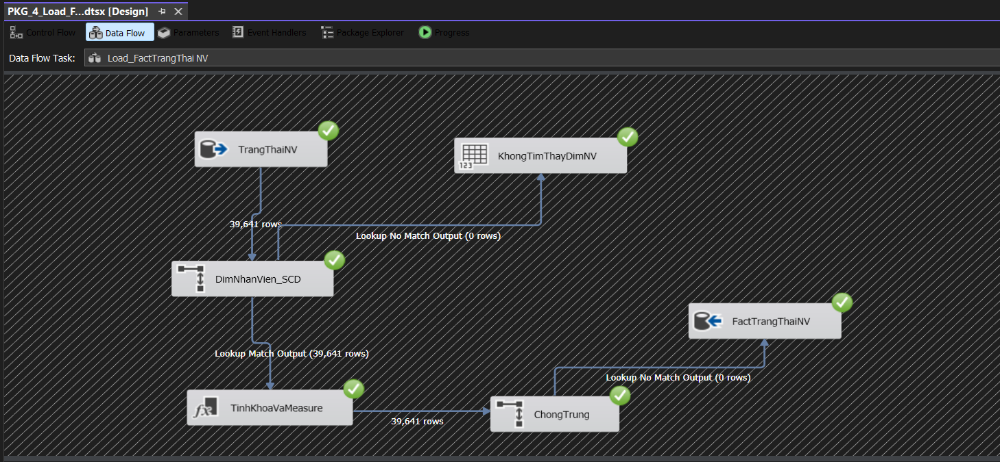 PKG_4_Load_F...dtsx [Design]
Control Flow
Data Flow
Parameters
Event Handlers
Package Explorer
Progress
Data Flow Task:
Load_FactTrangThai NV
TrangThaiNV
KhongTimThayDimNV
123
39,641 rows
Lookup No Match Output (0 rows)
DimNhanVien_SCD
FactTrangThaiNV
Lookup Match Output (39,641 rows)
Lookup No Match Output (0 rows)
fx
TinhKhoaVaMeasure
39,641 rows
ChongTrung